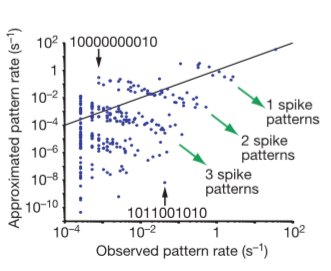 10000000010
10²
1
10⁻²
10⁻⁴
10⁻⁶
10⁻⁸
10⁻¹⁰
Approximated pattern rate (s⁻¹)
1 spike
patterns
2 spike
patterns
3 spike
patterns
10110010010
10⁻⁴
10⁻²
1
10²
Observed pattern rate (s⁻¹)